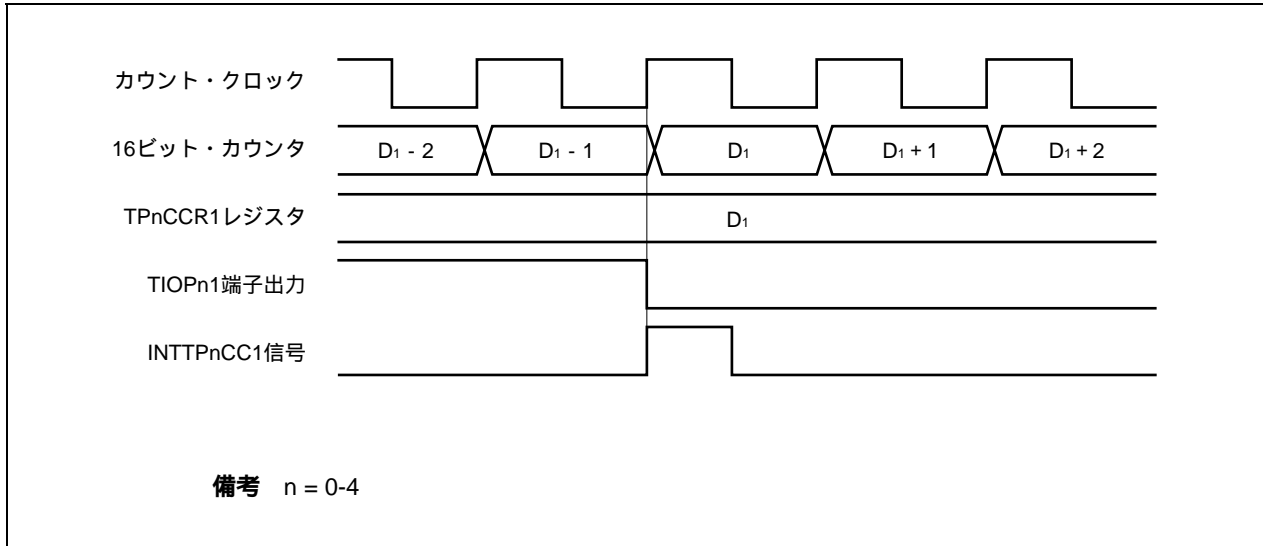 カウント・クロック
16ビット・カウンタ D1 - 2 D1 - 1 D1 D1 + 1 D1 + 2
TPnCCR1レジスタ D1
TIOPn1端子出力
INTTPnCC1信号
備考 n = 0-4